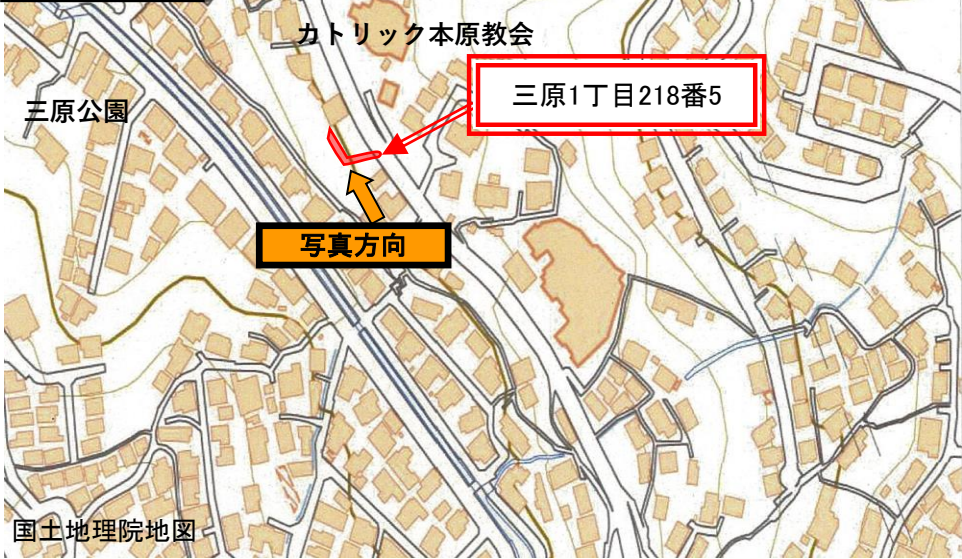 カトリック本原教会
三原1丁目218番5
三原公園
写真方向
国土地理院地図